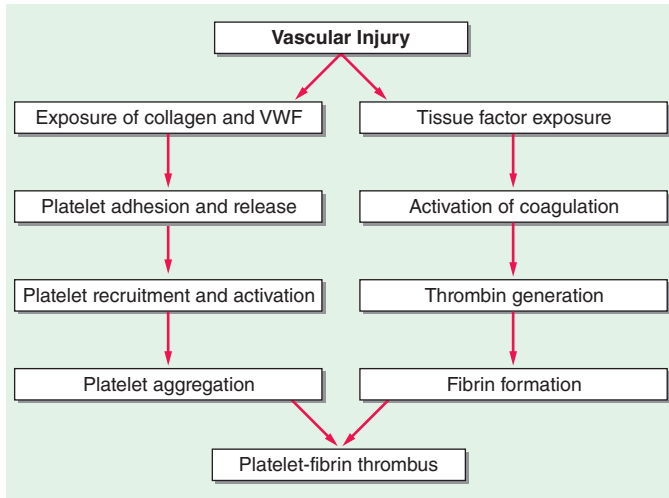 Vascular Injury
Exposure of collagen and VWF
Tissue factor exposure
Platelet adhesion and release
Activation of coagulation
Platelet recruitment and activation
Thrombin generation
Platelet aggregation
Fibrin formation
Platelet-fibrin thrombus